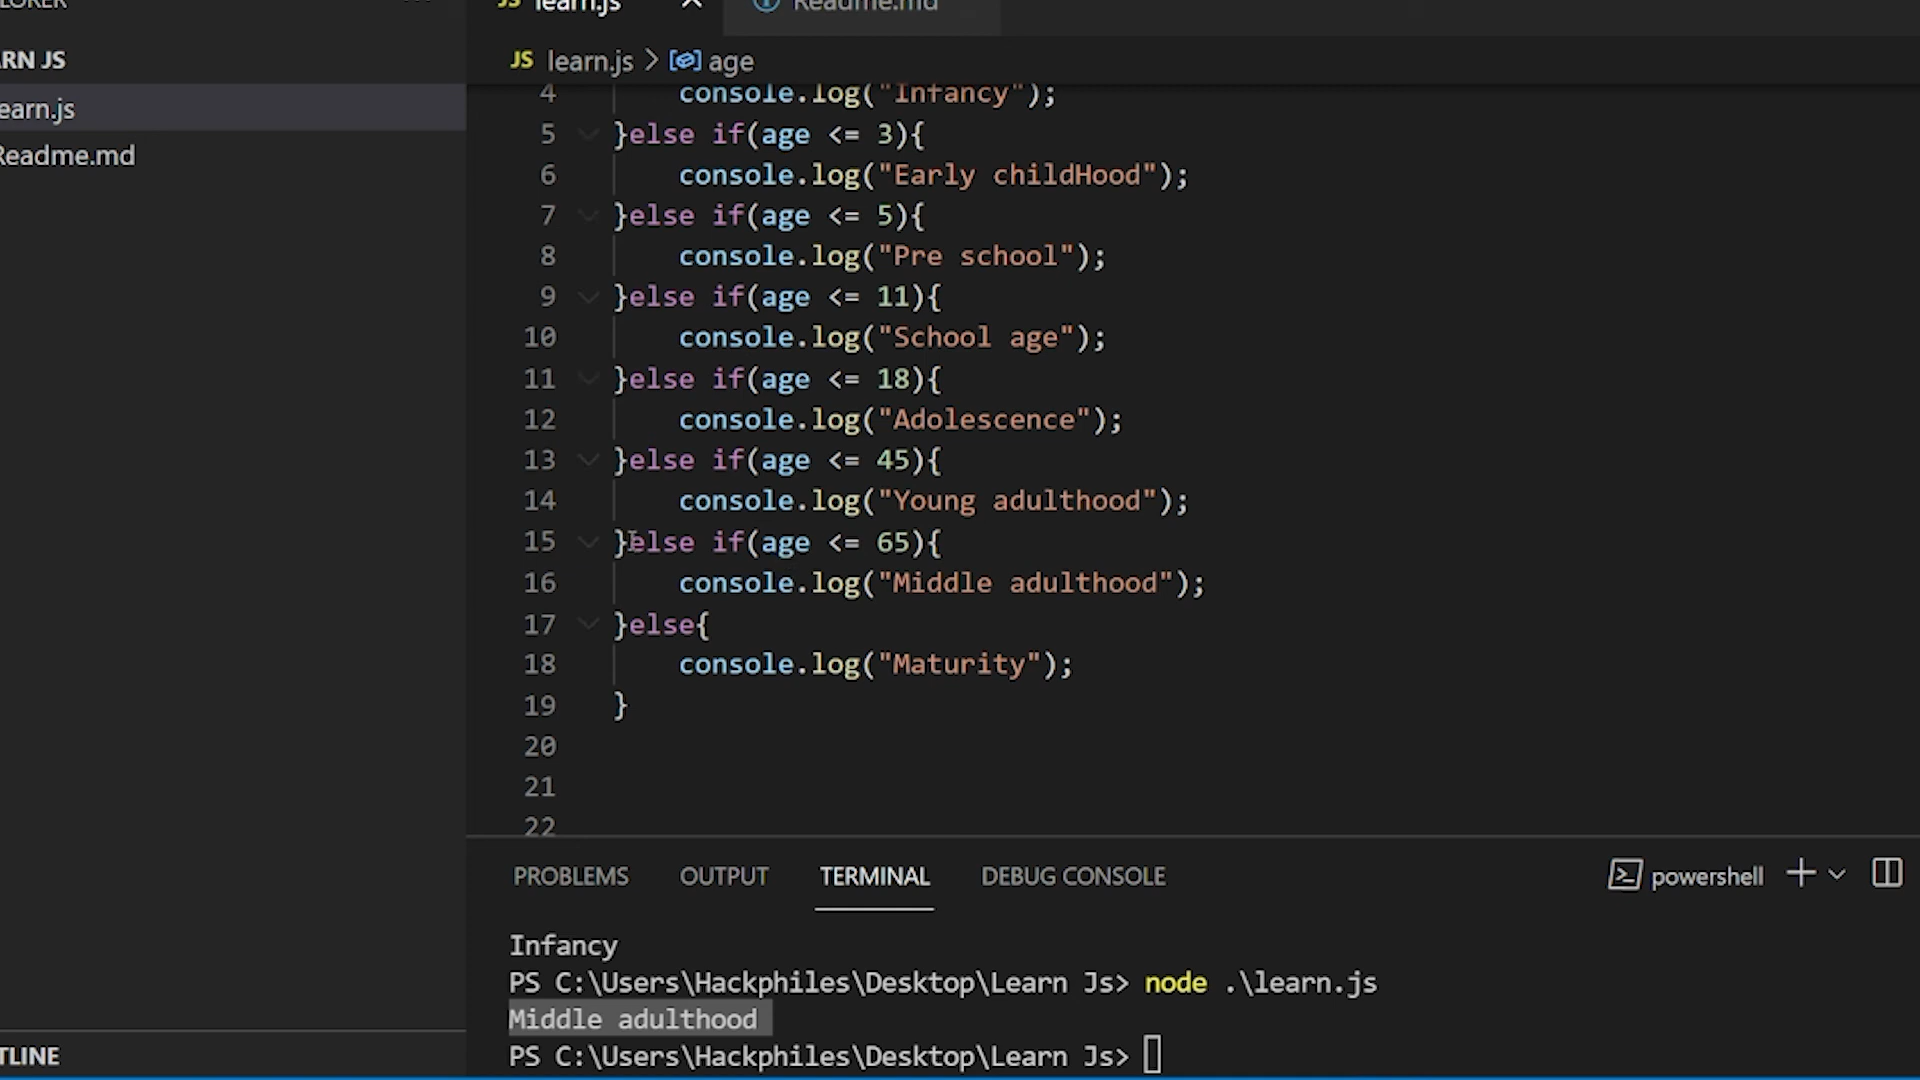 LORER ...
JS learn.js × Readme.md
RN JS
JS learn.js > age
earn.js
Readme.md
4 console.log("Infancy");
5 }else if(age <= 3){
6 console.log("Early childHood");
7 }else if(age <= 5){
8 console.log("Pre school");
9 }else if(age <= 11){
10 console.log("School age");
11 }else if(age <= 18){
12 console.log("Adolescence");
13 }else if(age <= 45){
14 console.log("Young adulthood");
15 }else if(age <= 65){
16 console.log("Middle adulthood");
17 }else{
18 console.log("Maturity");
19 }
20
21
22
PROBLEMS OUTPUT TERMINAL DEBUG CONSOLE powershell
Infancy
PS C:\Users\Hackphiles\Desktop\Learn Js> node .\learn.js
Middle adulthood
PS C:\Users\Hackphiles\Desktop\Learn Js>
TLINE